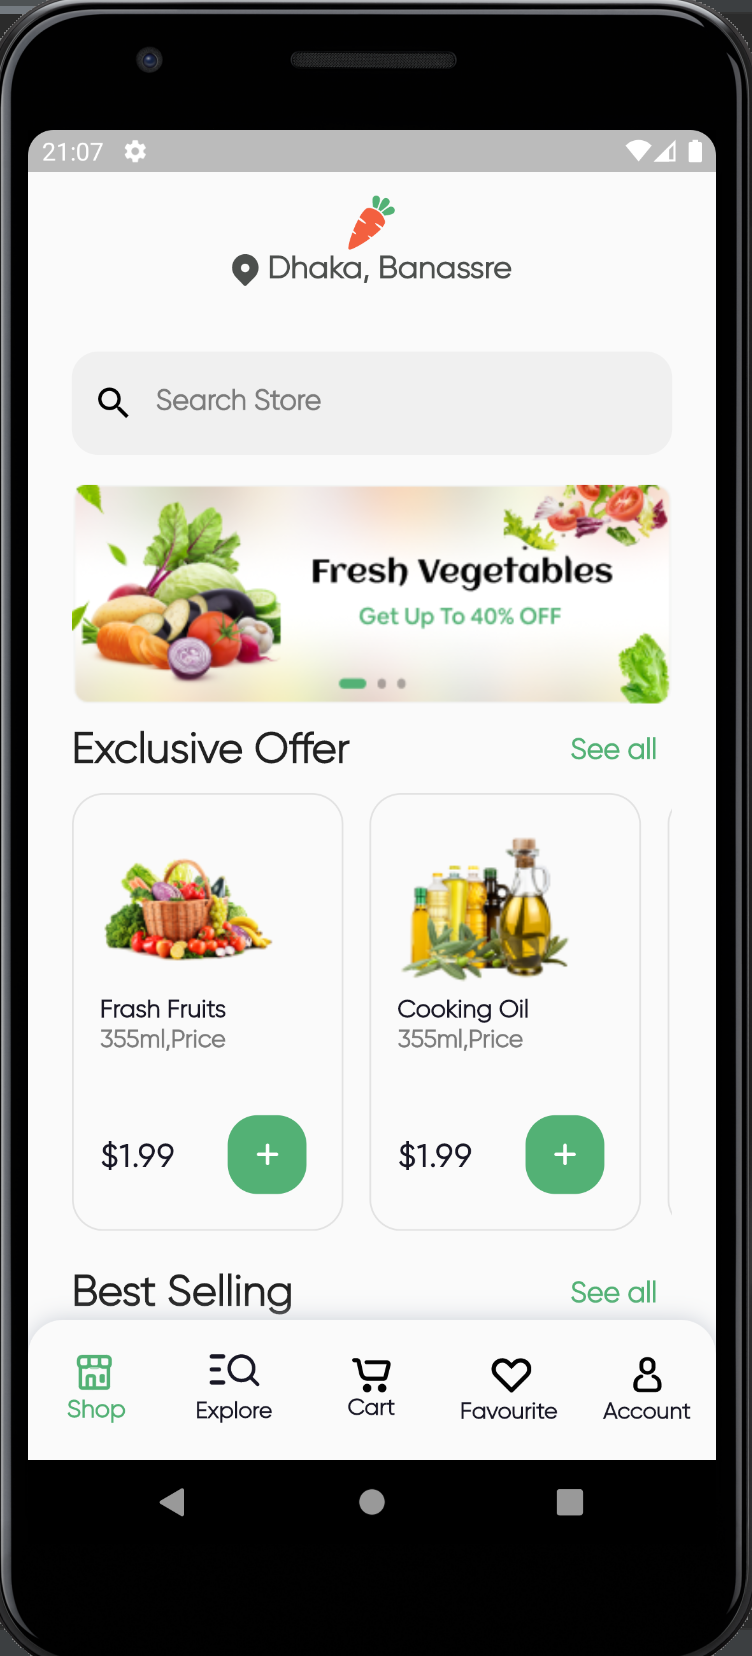 21:07
Dhaka, Banassre
Search Store
Fresh Vegetables
Get Up To 40% OFF
Exclusive Offer See all
Frash Fruits
355ml,Price
$1.99 +
Cooking Oil
355ml,Price
$1.99 +
Best Selling See all
Shop Explore Cart Favourite Account